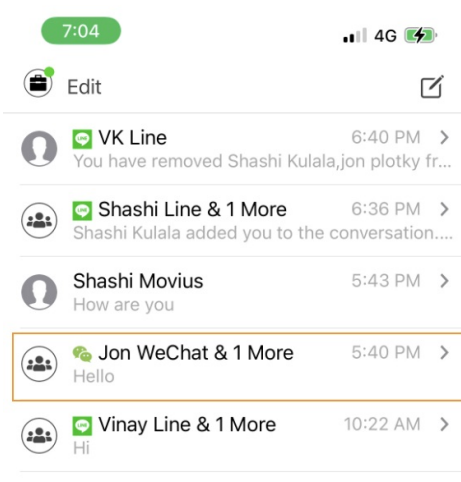 7:04
4G
Edit
VK Line 6:40 PM
You have removed Shashi Kulala,jon plotky fr...
Shashi Line & 1 More 6:36 PM
Shashi Kulala added you to the conversation....
Shashi Movius 5:43 PM
How are you
Jon WeChat & 1 More 5:40 PM
Hello
Vinay Line & 1 More 10:22 AM
Hi